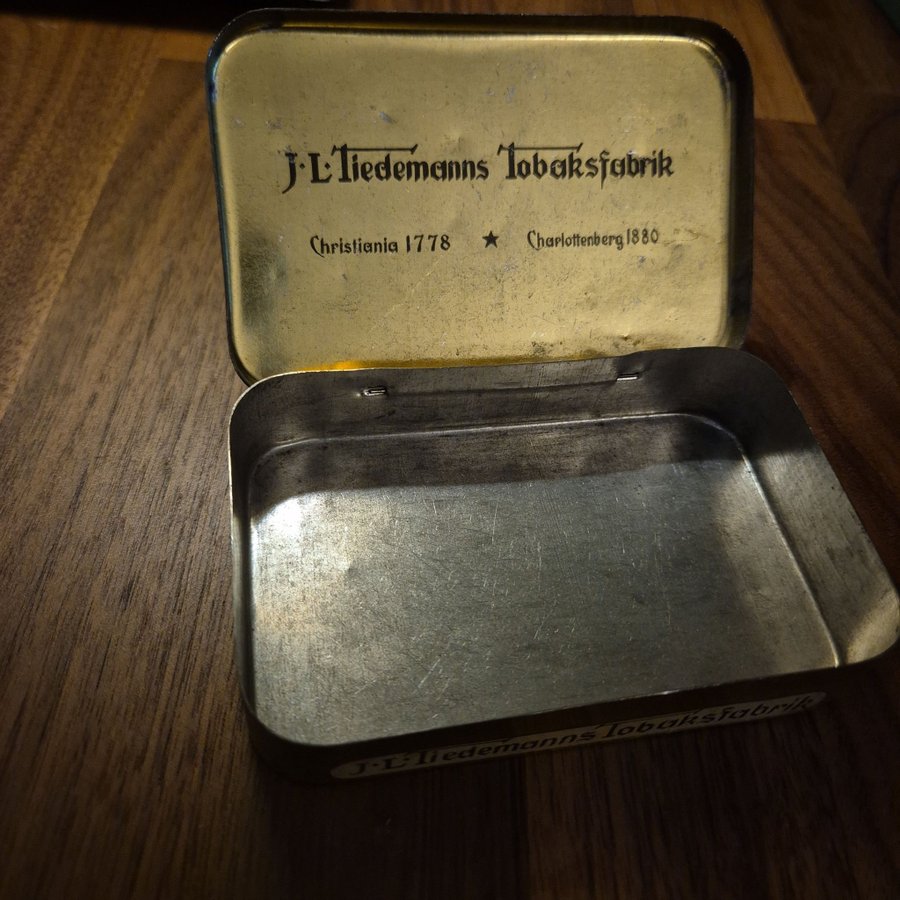 J. L. Tiedemanns Tobaksfabrik
Christiania 1778 ★ Charlottenberg 1880
J. L. Tiedemanns Tobaksfabrik